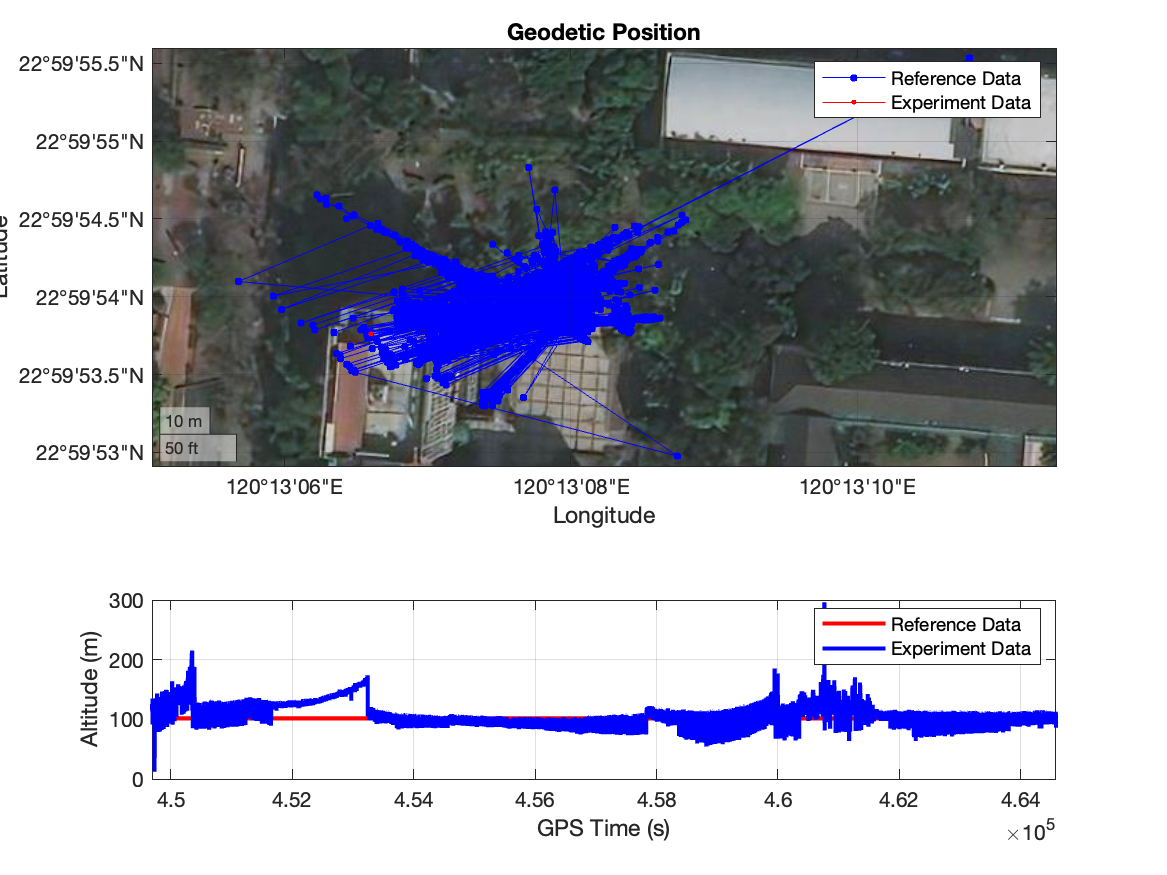 Geodetic Position
22°59'55.5"N
22°59'55"N
22°59'54.5"N
22°59'54"N
22°59'53.5"N
22°59'53"N
Latitude
Reference Data
Experiment Data
10 m
50 ft
120°13'06"E
120°13'08"E
120°13'10"E
Longitude
300
200
100
0
Altitude (m)
Reference Data
Experiment Data
4.5
4.52
4.54
4.56
4.58
4.6
4.62
4.64
GPS Time (s)
×10⁵